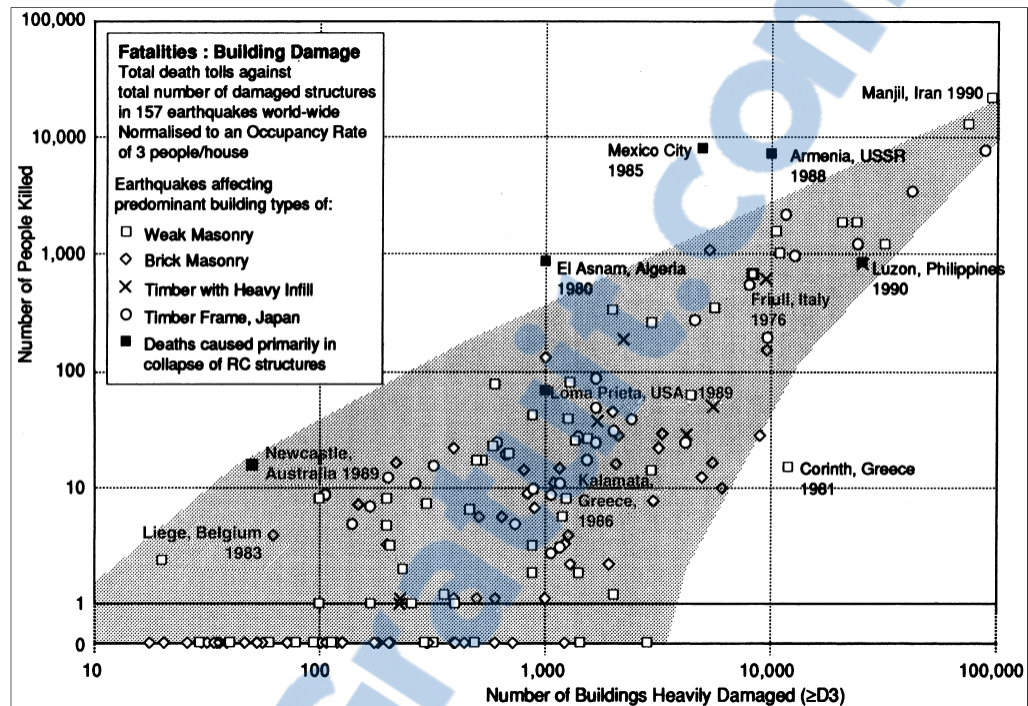 100,000
10,000
1,000
100
10
1
0
Number of People Killed
Fatalities : Building Damage
Total death tolls against
total number of damaged structures
in 157 earthquakes world-wide
Normalised to an Occupancy Rate
of 3 people/house
Earthquakes affecting
predominant building types of:
Weak Masonry
Brick Masonry
Timber with Heavy Infill
Timber Frame, Japan
Deaths caused primarily in
collapse of RC structures
Manjil, Iran 1990
Mexico City
1985
Armenia, USSR
1988
El Asnam, Algeria
1980
Luzon, Philippines
1990
Friuli, Italy
1976
Loma Prieta, USA 1989
Newcastle,
Australia 1989
Corinth, Greece
1981
Kalamata,
Greece,
1986
Liege, Belgium
1983
10
100
1,000
10,000
100,000
Number of Buildings Heavily Damaged (≥D3)